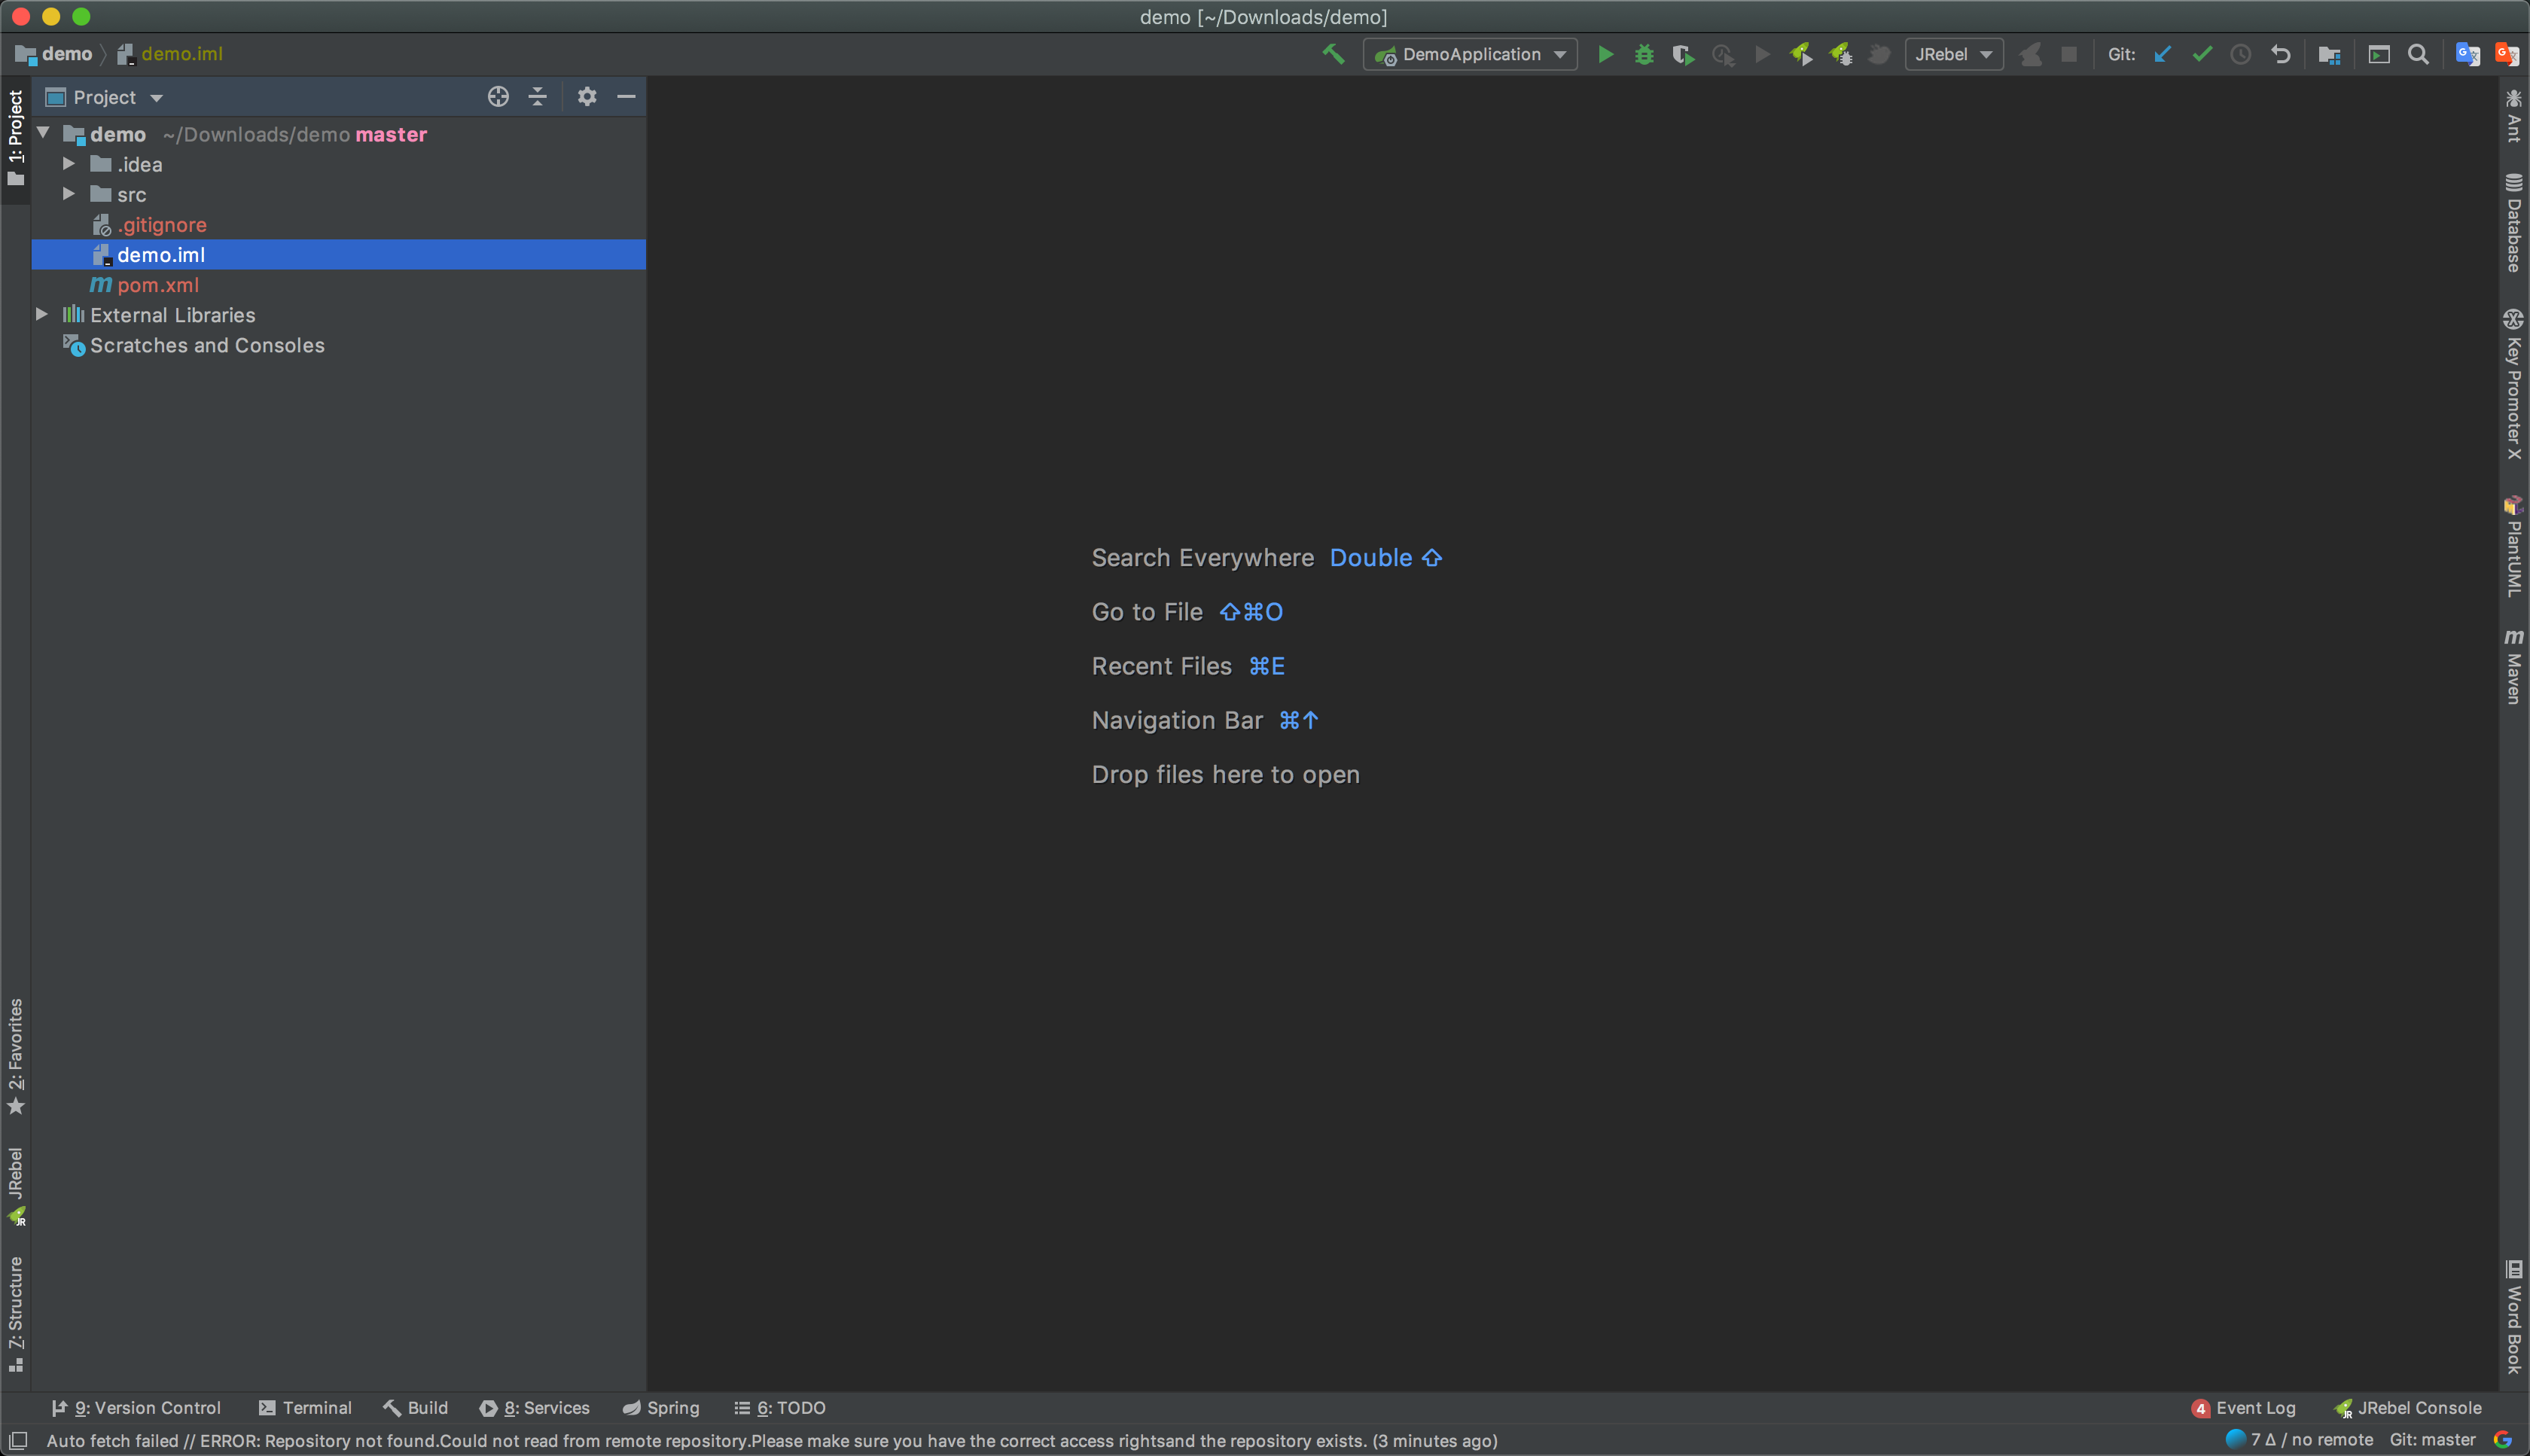 demo [~/Downloads/demo]
demo
demo.iml
DemoApplication
JRebel
Git:
1: Project
Project
demo ~/Downloads/demo master
.idea
src
.gitignore
demo.iml
pom.xml
External Libraries
Scratches and Consoles
Search Everywhere Double ⇧
Go to File ⇧⌘O
Recent Files ⌘E
Navigation Bar ⌘↑
Drop files here to open
Ant
Database
Key Promoter X
PlantUML
m Maven
Word Book
2: Favorites
JRebel
7: Structure
9: Version Control
Terminal
Build
8: Services
Spring
6: TODO
4 Event Log
JRebel Console
Auto fetch failed // ERROR: Repository not found.Could not read from remote repository.Please make sure you have the correct access rightsand the repository exists. (3 minutes ago)
7 Δ / no remote
Git: master